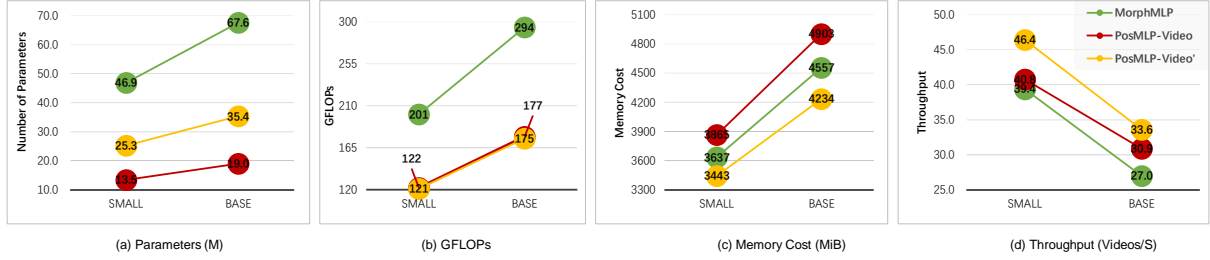 70.0
60.0
50.0
40.0
30.0
20.0
10.0
Number of Parameters
67.6
46.9
35.4
25.3
19.0
13.5
SMALL
BASE
(a) Parameters (M)
300
255
210
165
120
GFLOPs
294
201
177
175
122
121
SMALL
BASE
(b) GFLOPs
5100
4800
4500
4200
3900
3600
3300
Memory Cost
4903
4557
4234
3865
3637
3443
SMALL
BASE
(c) Memory Cost (MiB)
50.0
45.0
40.0
35.0
30.0
25.0
Throughput
MorphMLP
PosMLP-Video
PosMLP-Video'
46.4
40.8
39.4
33.6
30.9
27.0
SMALL
BASE
(d) Throughput (Videos/S)